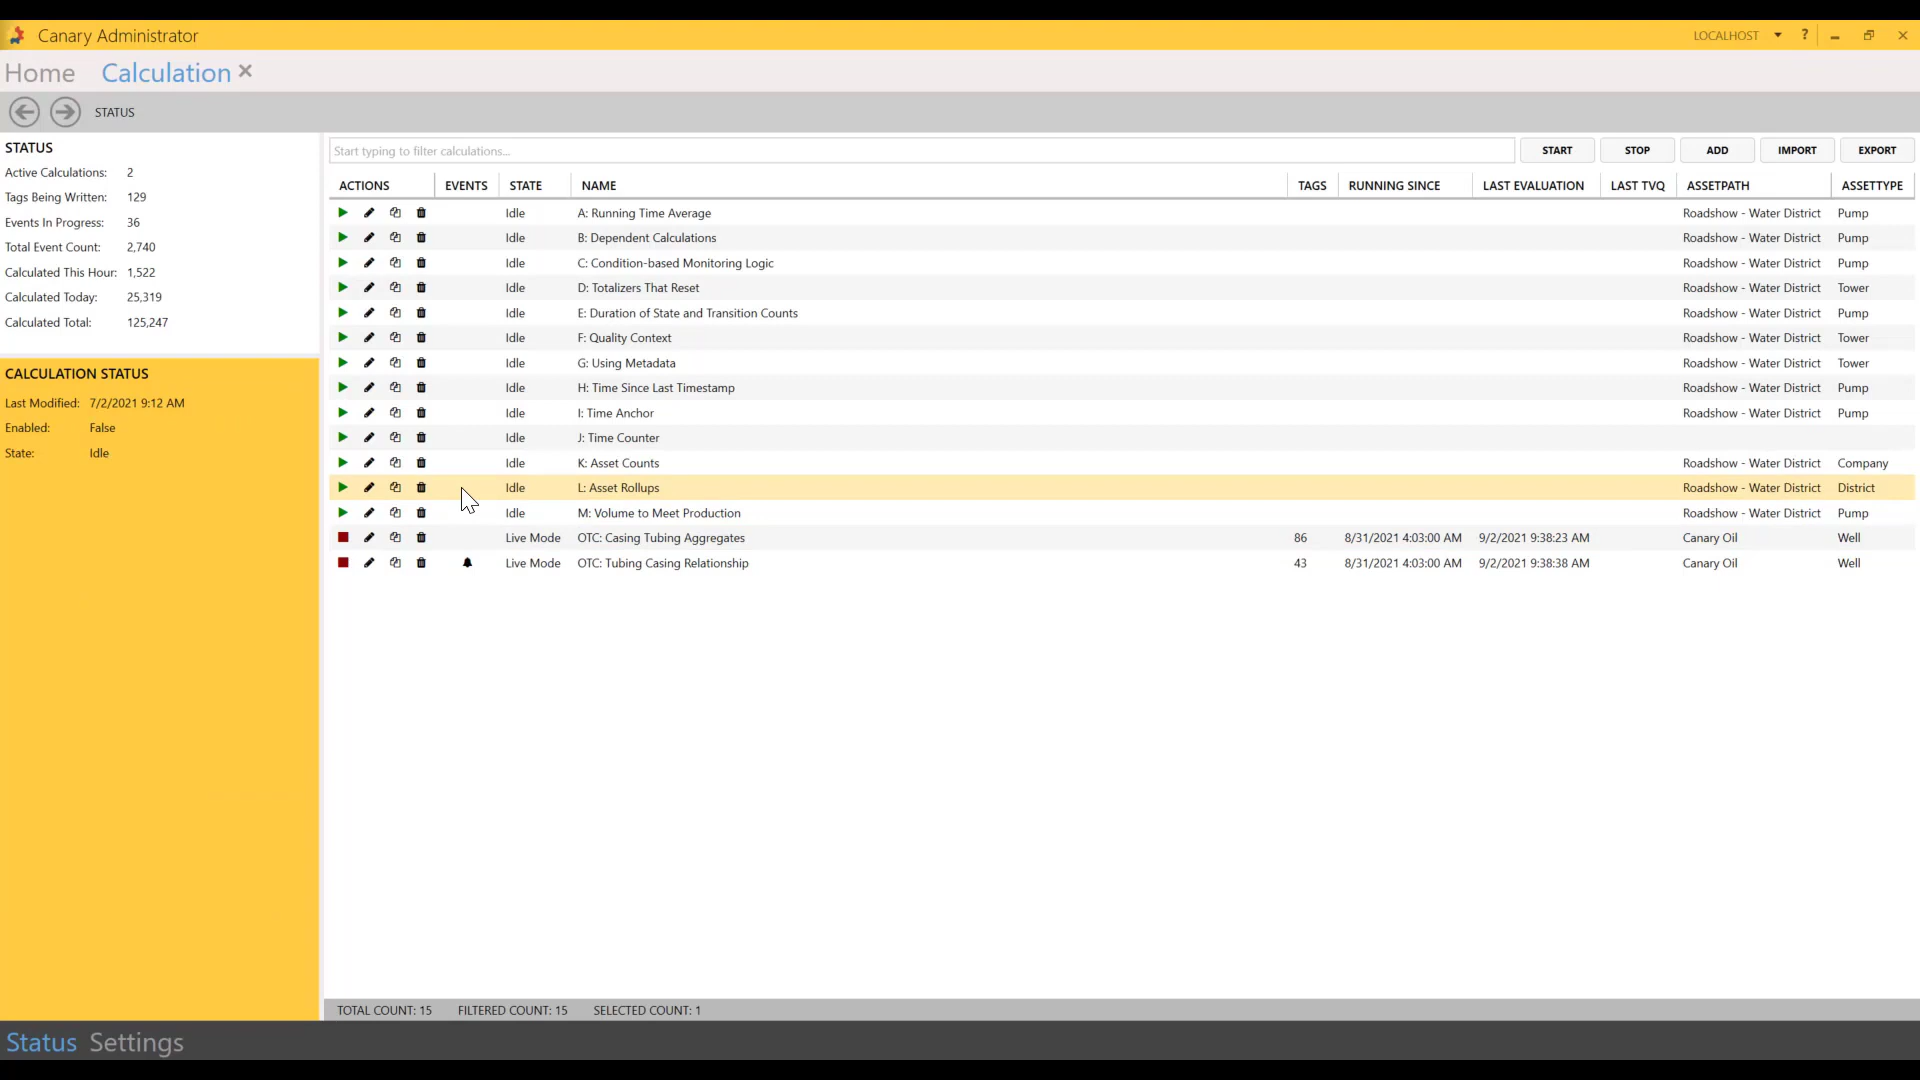 Canary Administrator
LOCALHOST ?
Home Calculation
STATUS
STATUS
Active Calculations: 2
Tags Being Written: 129
Events In Progress: 36
Total Event Count: 2,740
Calculated This Hour: 1,522
Calculated Today: 25,319
Calculated Total: 125,247
CALCULATION STATUS
Last Modified: 7/2/2021 9:12 AM
Enabled: False
State: Idle
Start typing to filter calculations... START STOP ADD IMPORT EXPORT
ACTIONS EVENTS STATE NAME TAGS RUNNING SINCE LAST EVALUATION LAST TVQ ASSETPATH ASSETTYPE
Idle A: Running Time Average Roadshow - Water District Pump
Idle B: Dependent Calculations Roadshow - Water District Pump
Idle C: Condition-based Monitoring Logic Roadshow - Water District Pump
Idle D: Totalizers That Reset Roadshow - Water District Tower
Idle E: Duration of State and Transition Counts Roadshow - Water District Pump
Idle F: Quality Context Roadshow - Water District Tower
Idle G: Using Metadata Roadshow - Water District Tower
Idle H: Time Since Last Timestamp Roadshow - Water District Pump
Idle I: Time Anchor Roadshow - Water District Pump
Idle J: Time Counter
Idle K: Asset Counts Roadshow - Water District Company
Idle L: Asset Rollups Roadshow - Water District District
Idle M: Volume to Meet Production Roadshow - Water District Pump
Live Mode OTC: Casing Tubing Aggregates 86 8/31/2021 4:03:00 AM 9/2/2021 9:38:23 AM Canary Oil Well
Live Mode OTC: Tubing Casing Relationship 43 8/31/2021 4:03:00 AM 9/2/2021 9:38:38 AM Canary Oil Well
TOTAL COUNT: 15 FILTERED COUNT: 15 SELECTED COUNT: 1
Status Settings